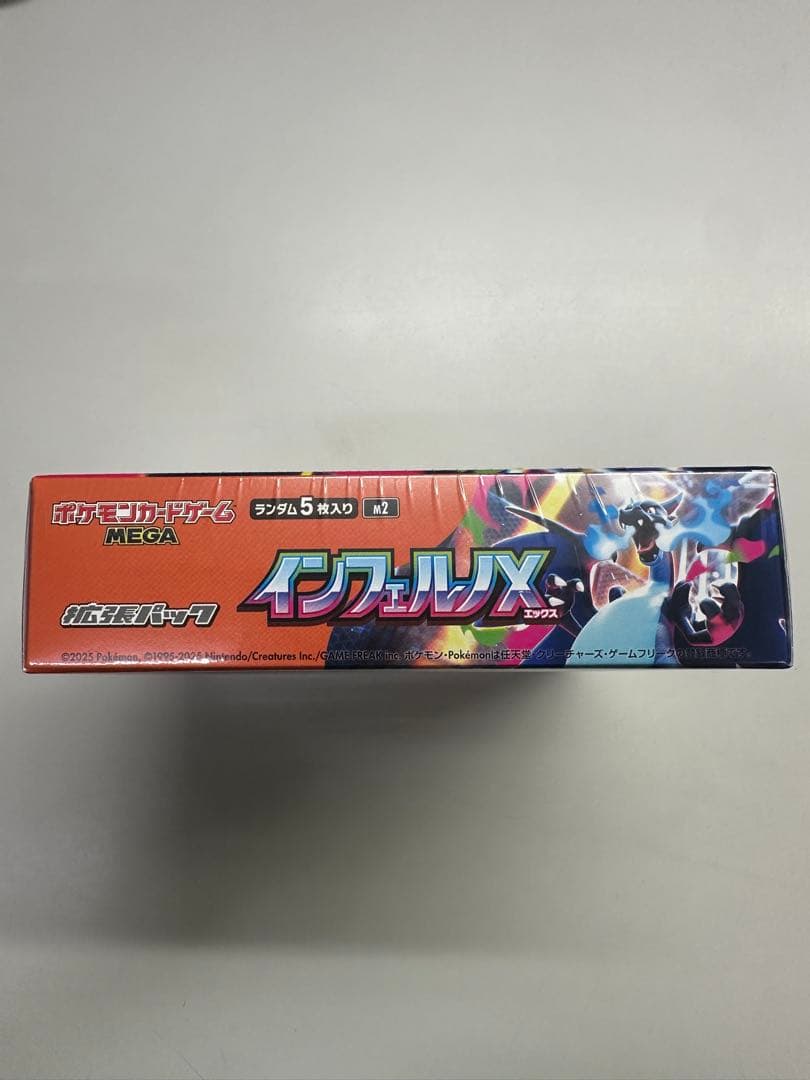 ポケモンカードゲーム
MEGA
ランダム5枚入り
M2
インフェルノX
エックス
拡張パック
©2025 Pokémon. ©1995-2025 Nintendo/Creatures Inc./GAME FREAK inc. ポケモン・Pokémonは任天堂・クリーチャーズ・ゲームフリークの登録商標です。